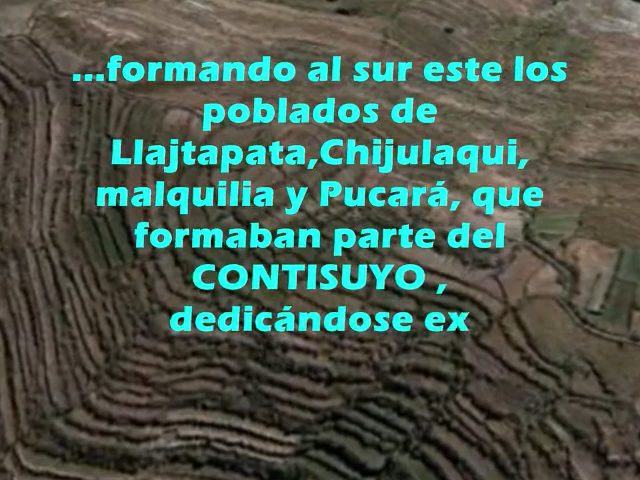 ...formando al sur este los
poblados de
Llajtapata,Chijulaqui,
malquilia y Pucará, que
formaban parte del
CONTISUYO ,
dedicándose ex